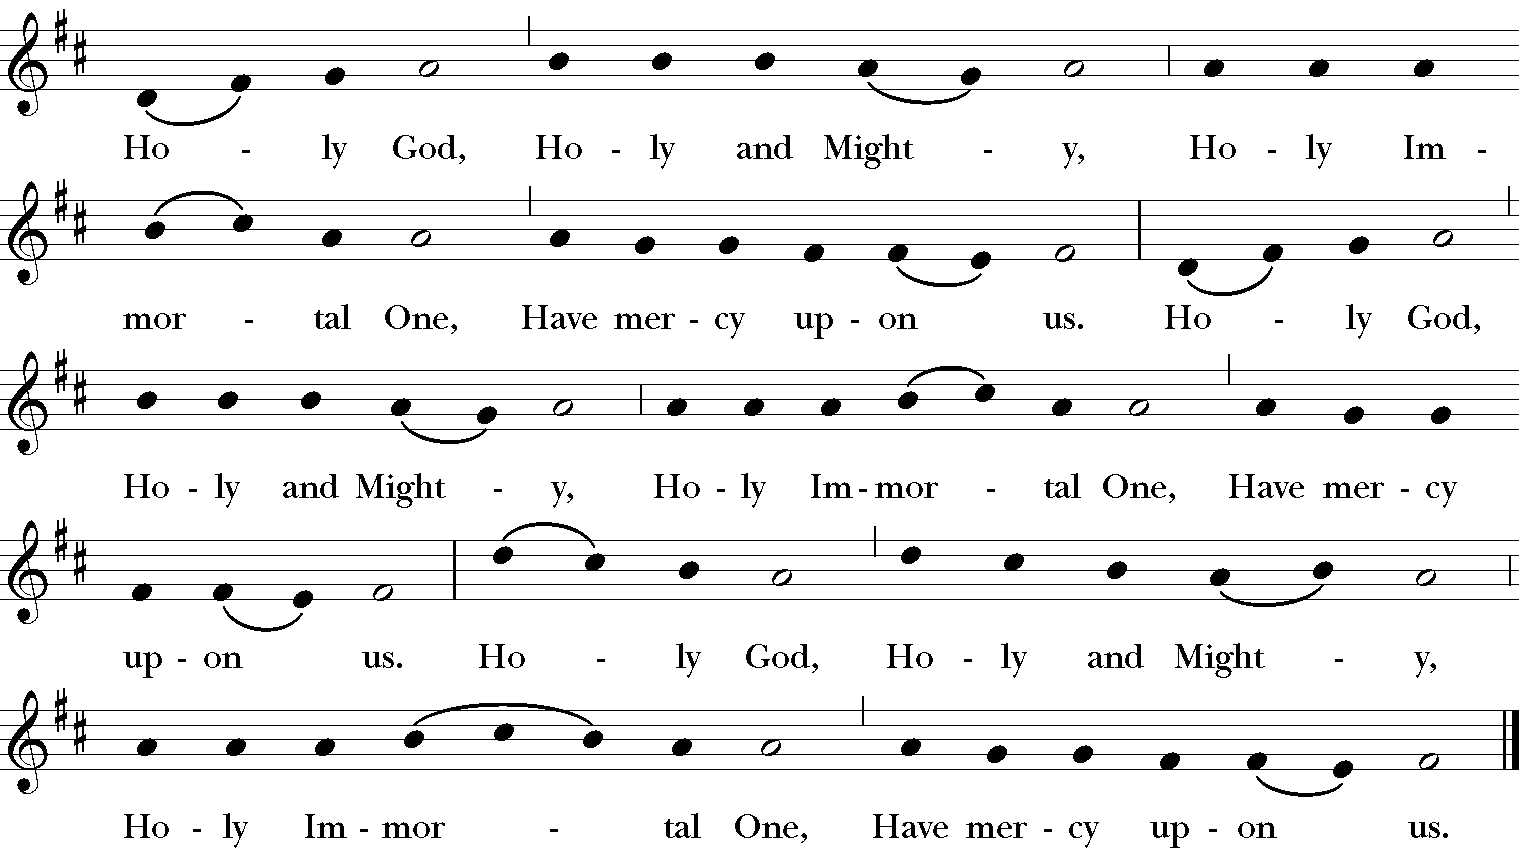 Ho - ly God, Ho - ly and Might - y, Ho - ly Im -
mor - tal One, Have mer - cy up - on us. Ho - ly God,
Ho - ly and Might - y, Ho - ly Im - mor - tal One, Have mer - cy
up - on us. Ho - ly God, Ho - ly and Might - y,
Ho - ly Im - mor - tal One, Have mer - cy up - on us.